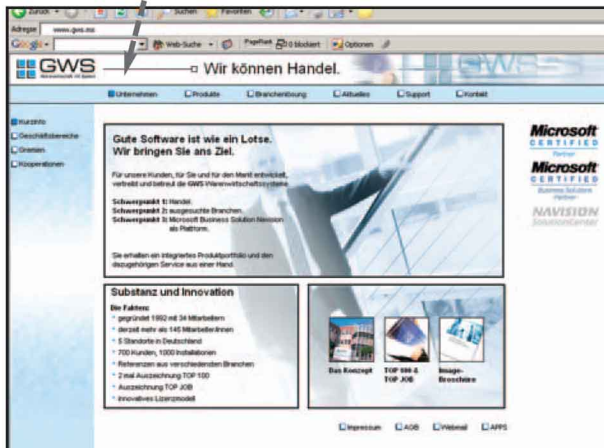 Zurück Suchen Favoriten
Adresse www.gws.ms
Google Web-Suche PageRank 0 blockiert Optionen
GWS Wir können Handel.
Unternehmen Produkte Branchenlösung Aktuelles Support Kontakt
Kurzinfo
Geschäftsbereiche
Gremien
Kooperationen
Gute Software ist wie ein Lotse.
Wir bringen Sie ans Ziel.
Für unsere Kunden, für Sie und für den Markt entwickelt,
vertreibt und betreut die GWS Warenwirtschaftssysteme.
Schwerpunkt 1: Handel.
Schwerpunkt 2: ausgesuchte Branchen.
Schwerpunkt 3: Microsoft Business Solution Navision
als Plattform.
Sie erhalten ein integriertes Produktportfolio und den
dazugehörigen Service aus einer Hand.
Microsoft
CERTIFIED
Partner
Microsoft
CERTIFIED
Business Solutions
Partner
NAVISION
SolutionCenter
Substanz und Innovation
Die Fakten:
gegründet 1992 mit 34 Mitarbeitern
derzeit mehr als 145 Mitarbeiter/innen
5 Standorte in Deutschland
700 Kunden, 1000 Installationen
Referenzen aus verschiedensten Branchen
2 mal Auszeichnung TOP 100
Auszeichnung TOP JOB
innovatives Lizenzmodell
Das Konzept TOP 100 & Image-
TOP JOB Broschüre
Impressum AGB Webmail APPS